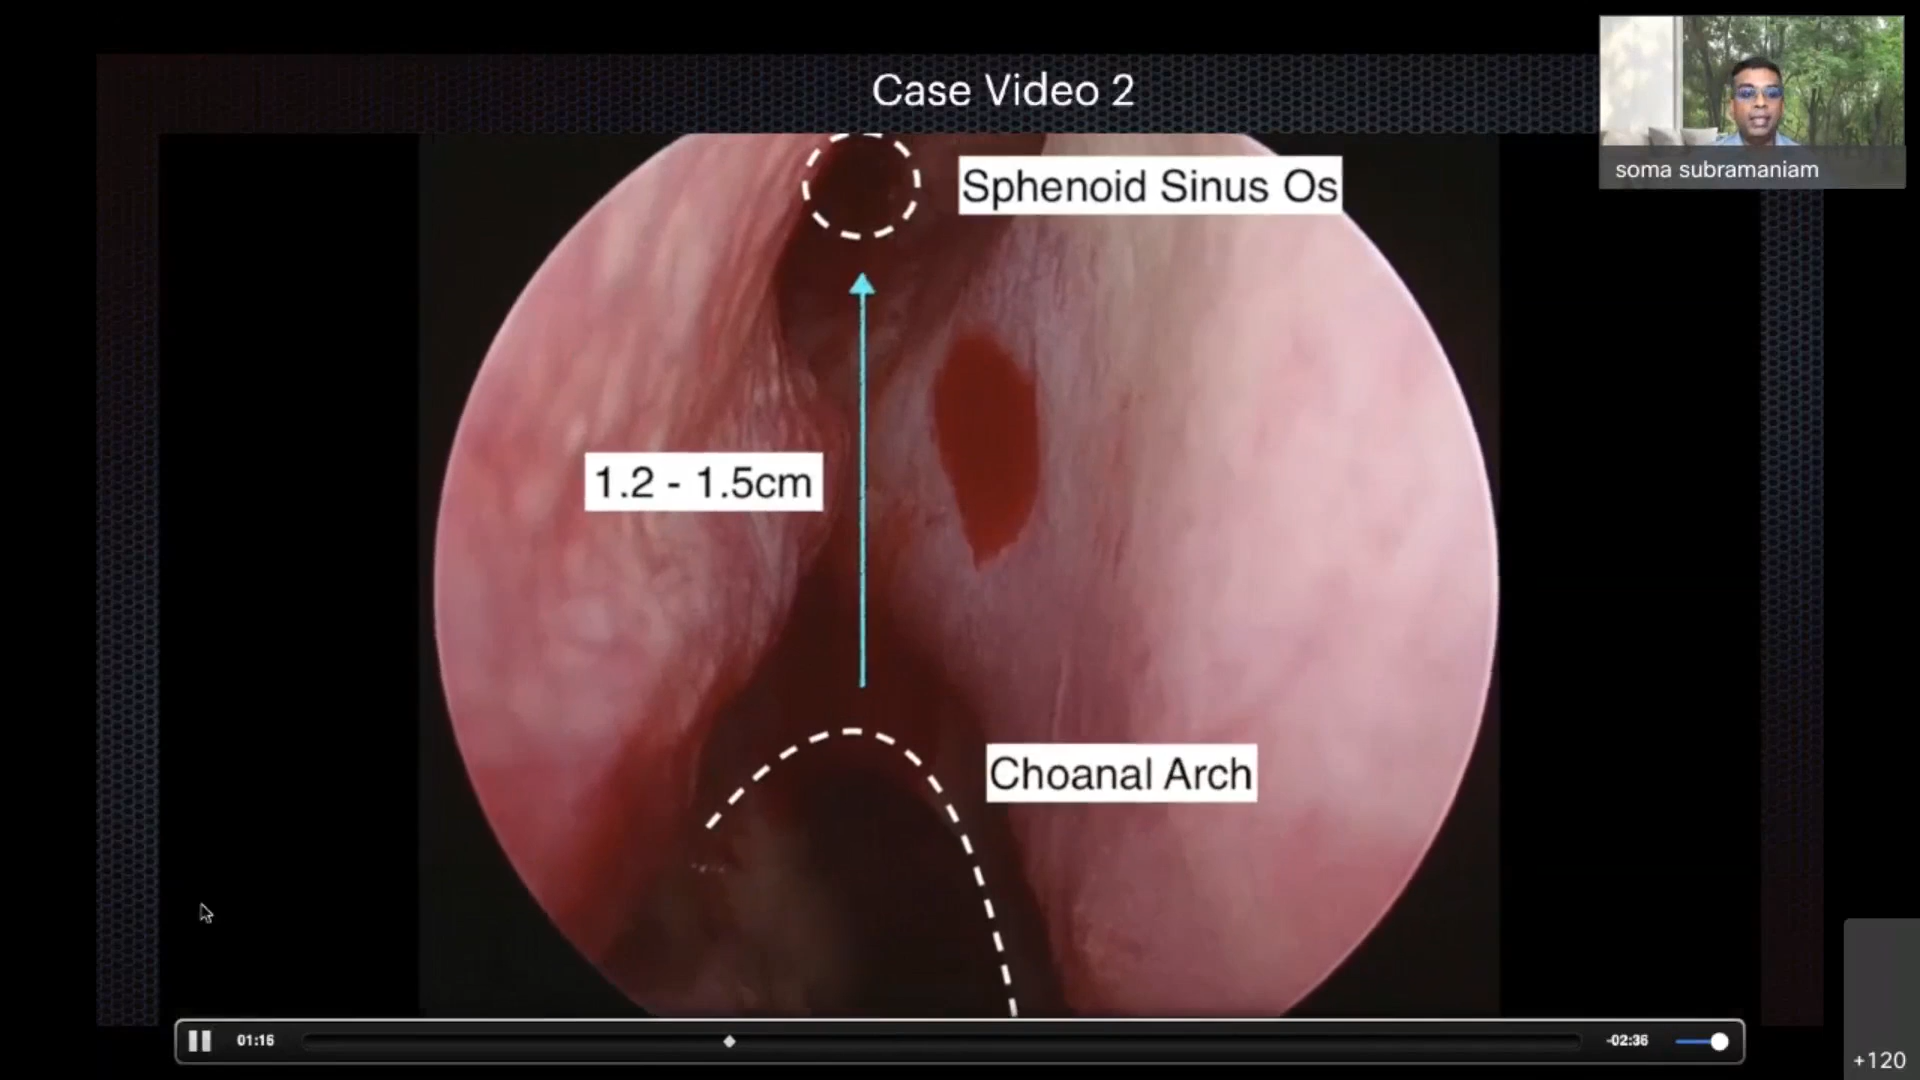 Case Video 2
soma subramaniam
Sphenoid Sinus Os
1.2 - 1.5cm
Choanal Arch
01:16
-02:36
+120